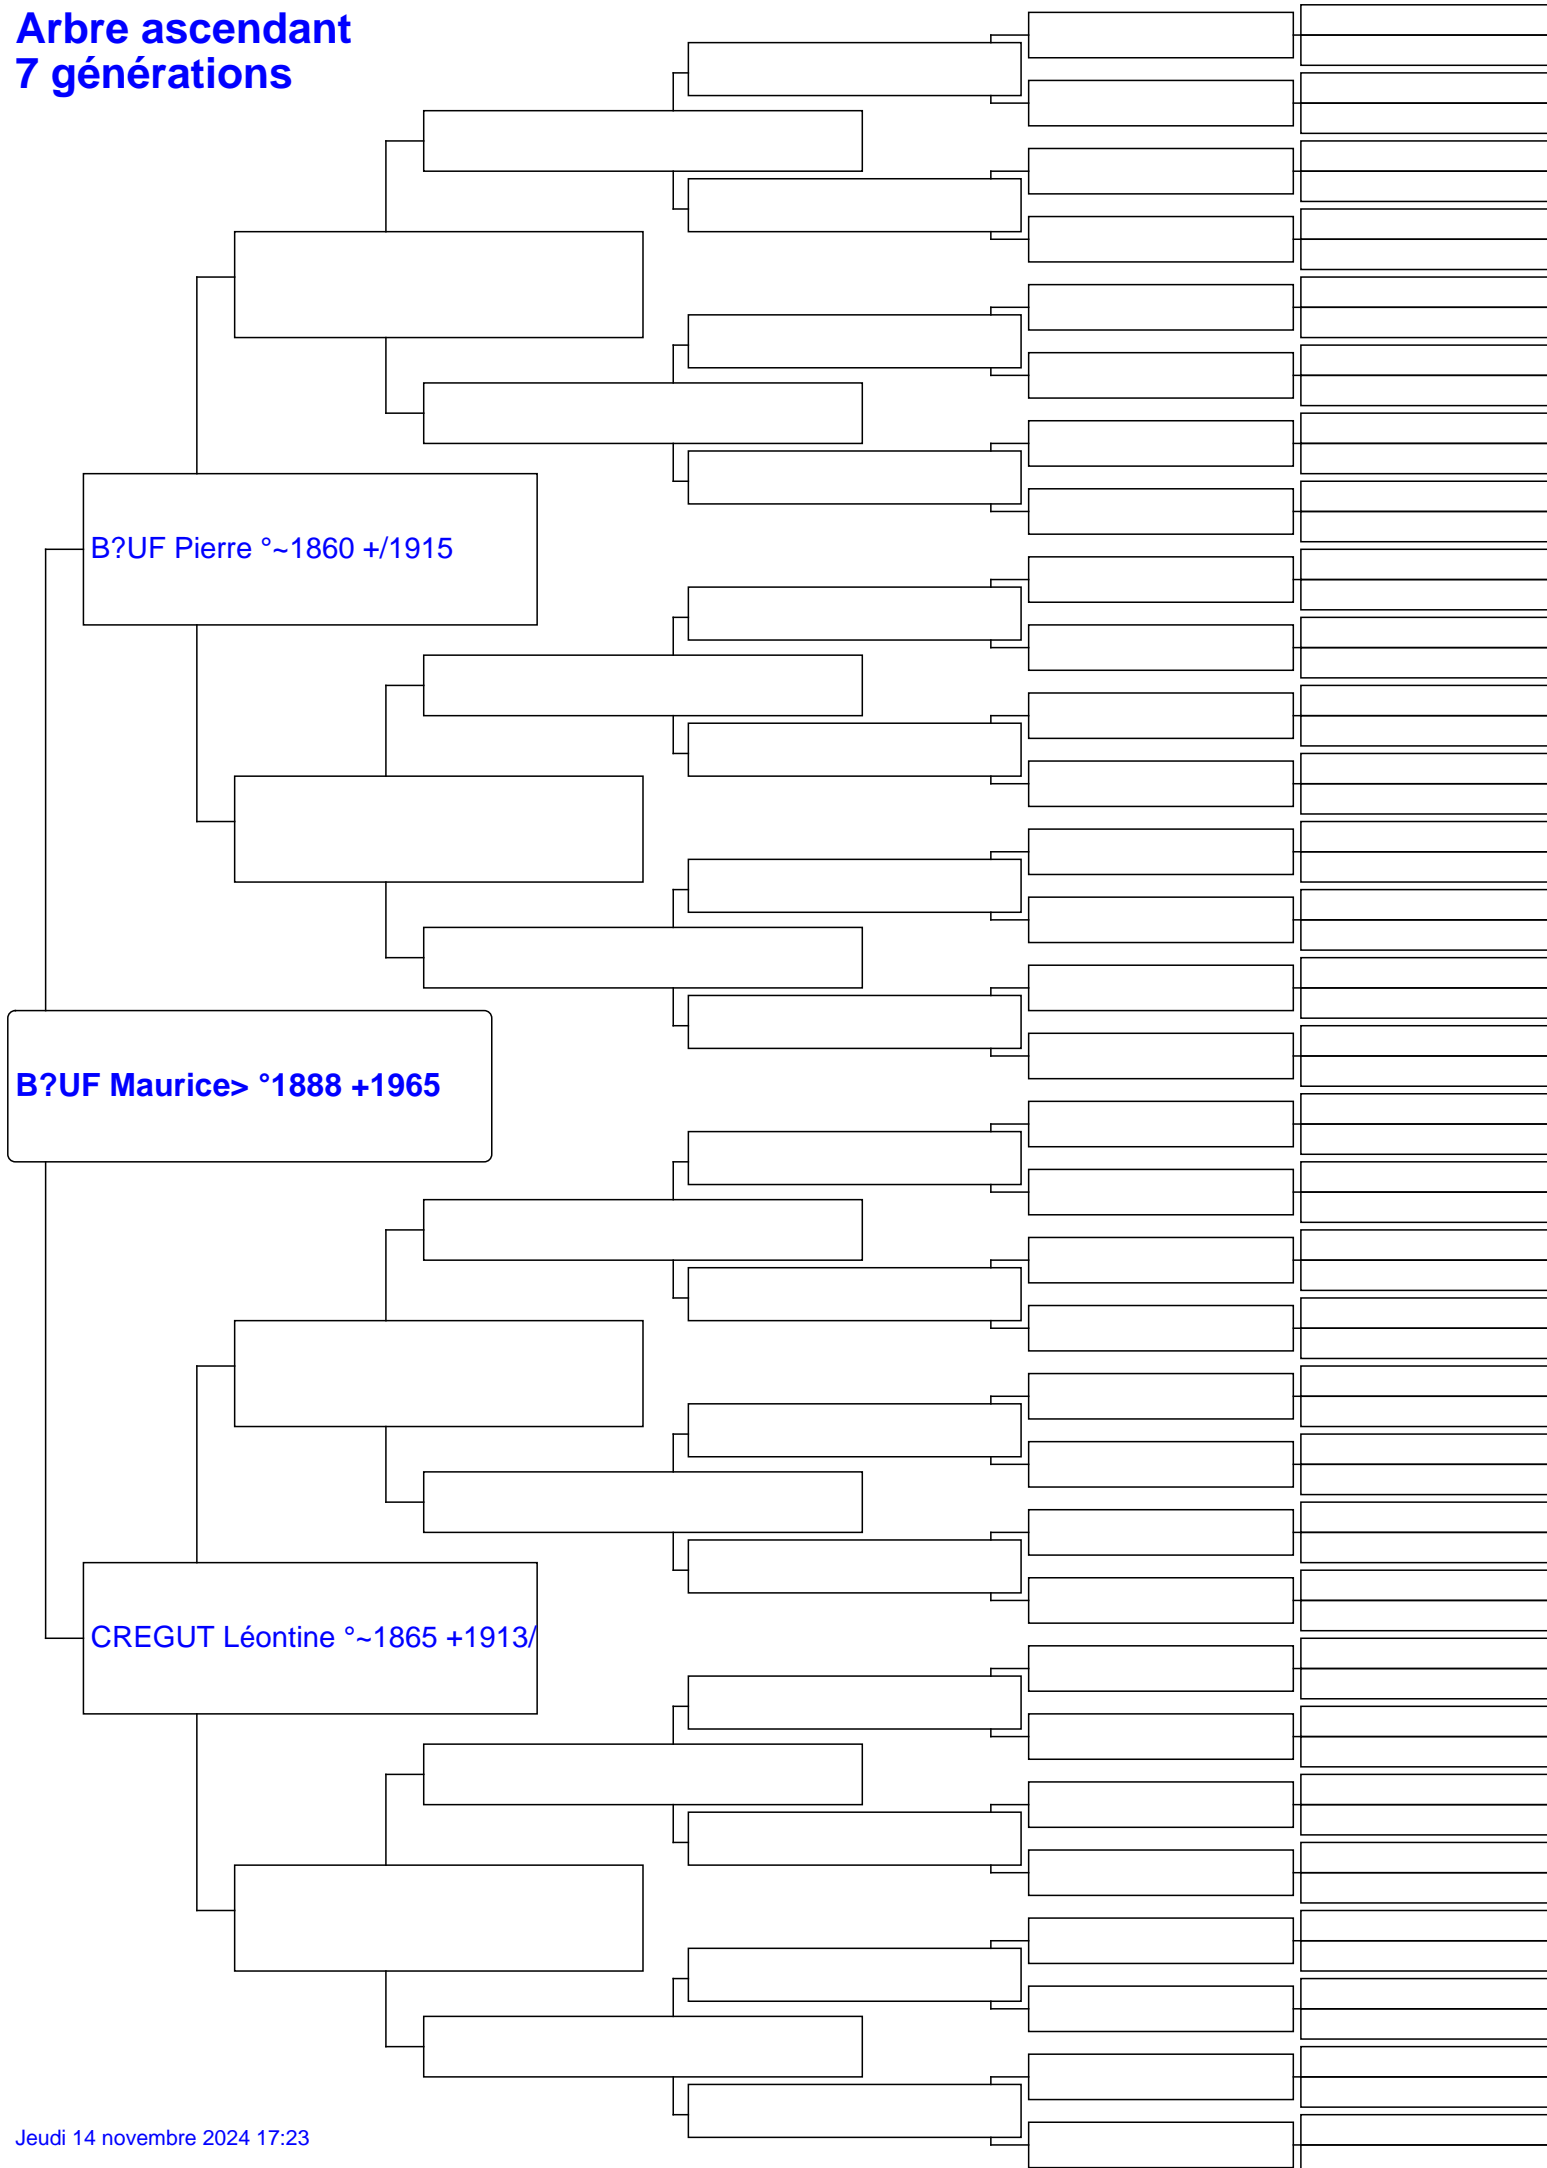 Arbre ascendant
7 générations
B?UF Pierre °~1860 +/1915
B?UF Maurice> °1888 +1965
CREGUT Léontine °~1865 +1913/
Jeudi 14 novembre 2024 17:23